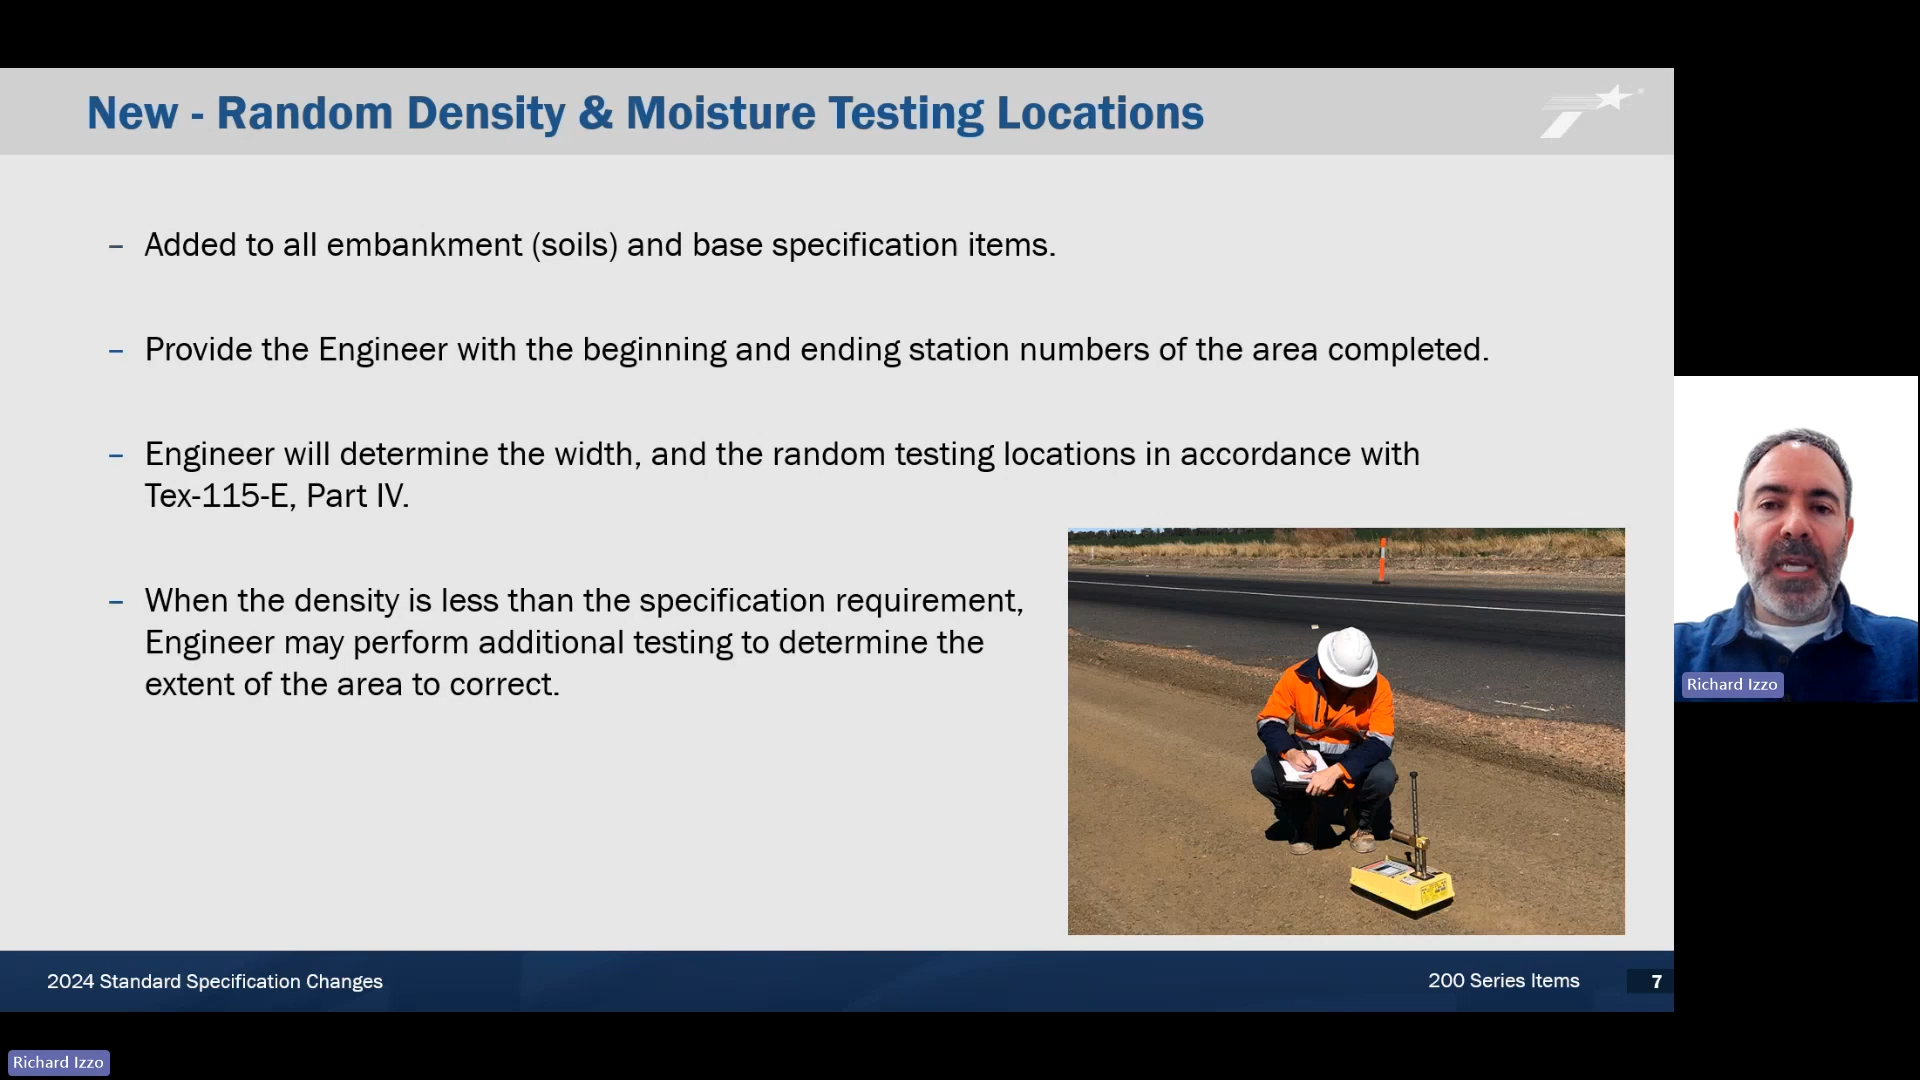 New - Random Density & Moisture Testing Locations
– Added to all embankment (soils) and base specification items.
– Provide the Engineer with the beginning and ending station numbers of the area completed.
– Engineer will determine the width, and the random testing locations in accordance with
Tex-115-E, Part IV.
– When the density is less than the specification requirement,
Engineer may perform additional testing to determine the
extent of the area to correct.
Richard Izzo
2024 Standard Specification Changes
200 Series Items
7
Richard Izzo